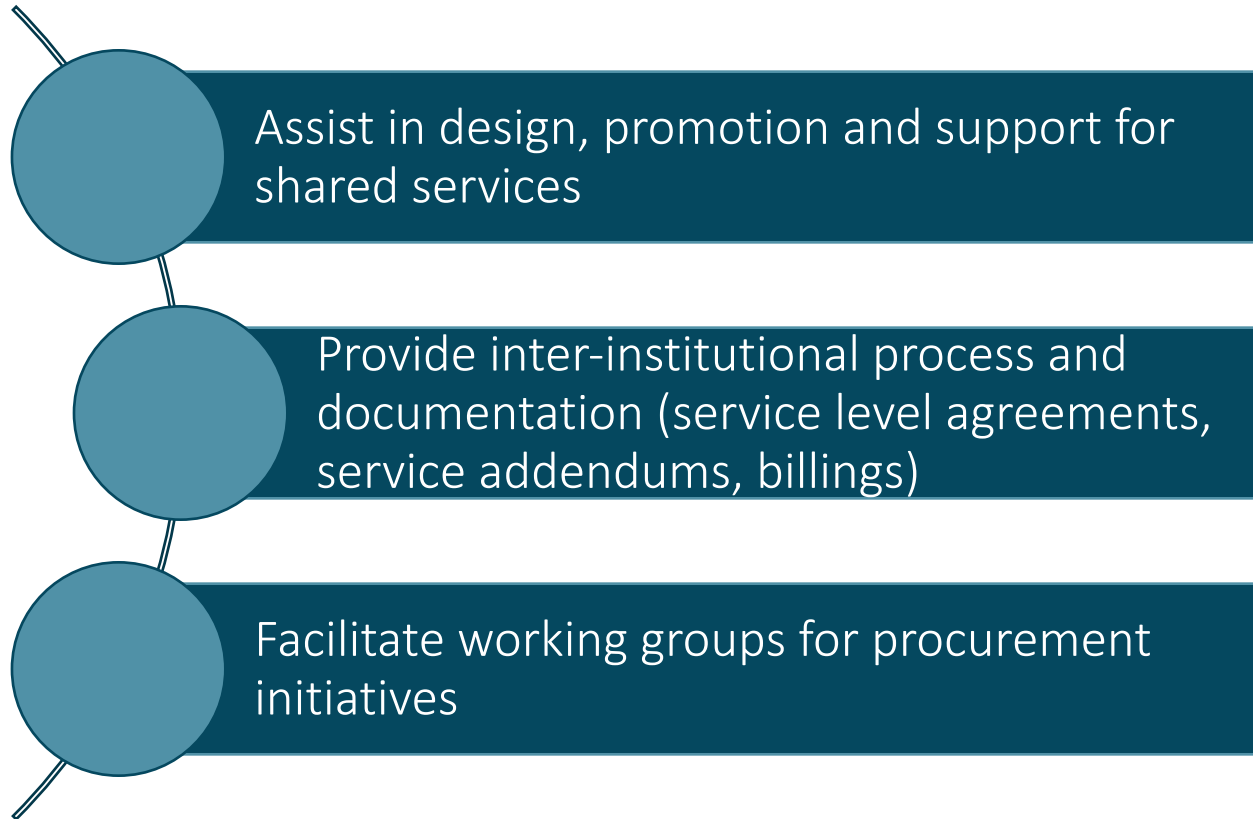 Assist in design, promotion and support for
shared services
Provide inter-institutional process and
documentation (service level agreements,
service addendums, billings)
Facilitate working groups for procurement
initiatives